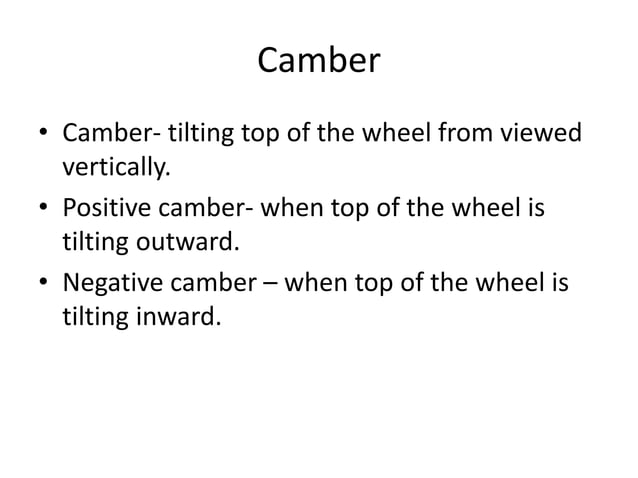 Camber
• Camber- tilting top of the wheel from viewed
vertically.
• Positive camber- when top of the wheel is
tilting outward.
• Negative camber – when top of the wheel is
tilting inward.